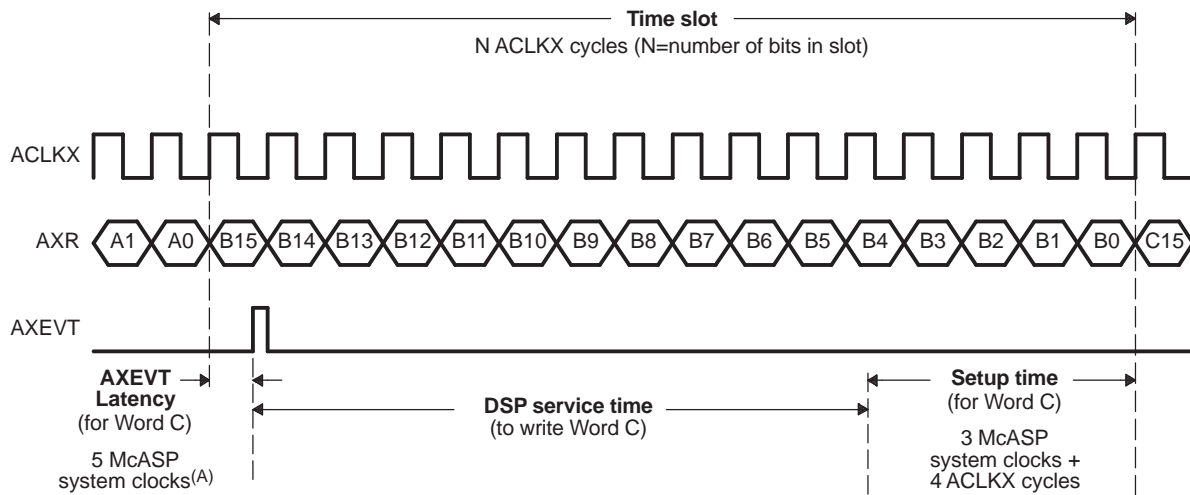 Time slot
N ACLKX cycles (N=number of bits in slot)
ACLKX
AXR
A1 A0 B15 B14 B13 B12 B11 B10 B9 B8 B7 B6 B5 B4 B3 B2 B1 B0 C15
AXEVT
AXEVT
Latency
(for Word C)
5 McASP
system clocks(A)
DSP service time
(to write Word C)
Setup time
(for Word C)
3 McASP
system clocks +
4 ACLKX cycles